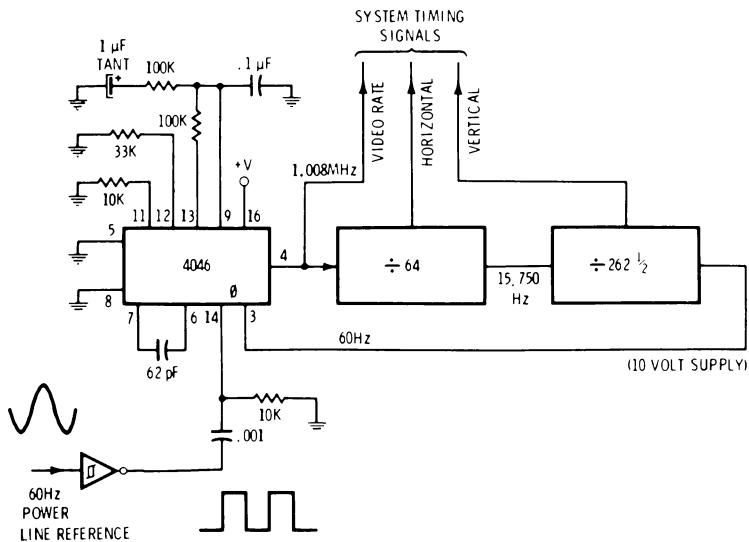 SYSTEM TIMING
SIGNALS
1 µF
TANT
+
100K
.1 µF
100K
33K
+V
10K
VIDEO RATE
HORIZONTAL
VERTICAL
1.008MHz
11 12 13 9 16
5
4046
4
÷ 64
15,750
Hz
÷ 262 ½
8
Ø
7 6 14 3
60Hz
62 pF
(10 VOLT SUPPLY)
10K
.001
60Hz
POWER
LINE REFERENCE